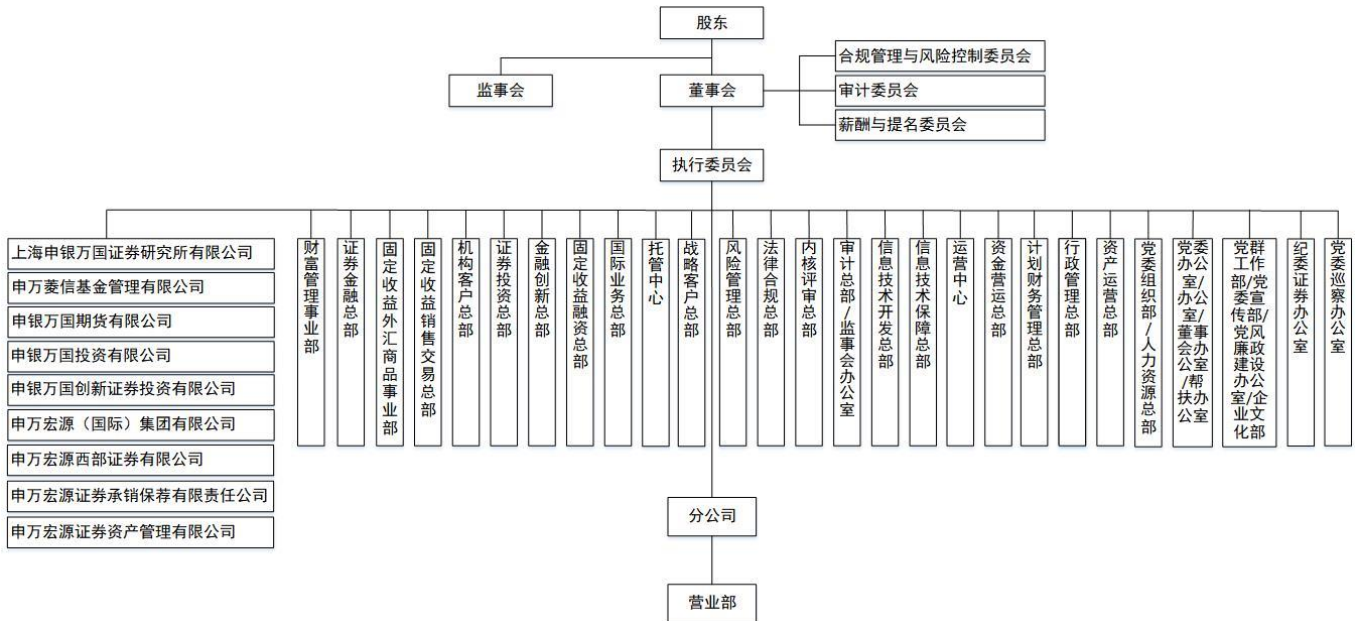 股东
监事会
董事会
合规管理与风险控制委员会
审计委员会
薪酬与提名委员会
执行委员会
上海申银万国证券研究所有限公司
申万菱信基金管理有限公司
申银万国期货有限公司
申银万国投资有限公司
申银万国创新证券投资有限公司
申万宏源（国际）集团有限公司
申万宏源西部证券有限公司
申万宏源证券承销保荐有限责任公司
申万宏源证券资产管理有限公司
财富管理事业部
证券金融总部
固定收益外汇商品事业部
固定收益销售交易总部
机构客户总部
证券投资总部
金融创新总部
固定收益融资总部
国际业务总部
托管中心
战略客户总部
风险管理总部
法律合规总部
内核评审总部
审计总部/监事会办公室
信息技术开发总部
信息技术保障总部
运营中心
资金营运总部
计划财务管理总部
行政管理总部
资产运营总部
党委组织部/人力资源总部
党委办公室/办公室/董事会办公室/帮扶办公室
党群工作部/党委宣传部/党风廉政建设办公室/企业文化部
纪委证券办公室
党委巡察办公室
分公司
营业部